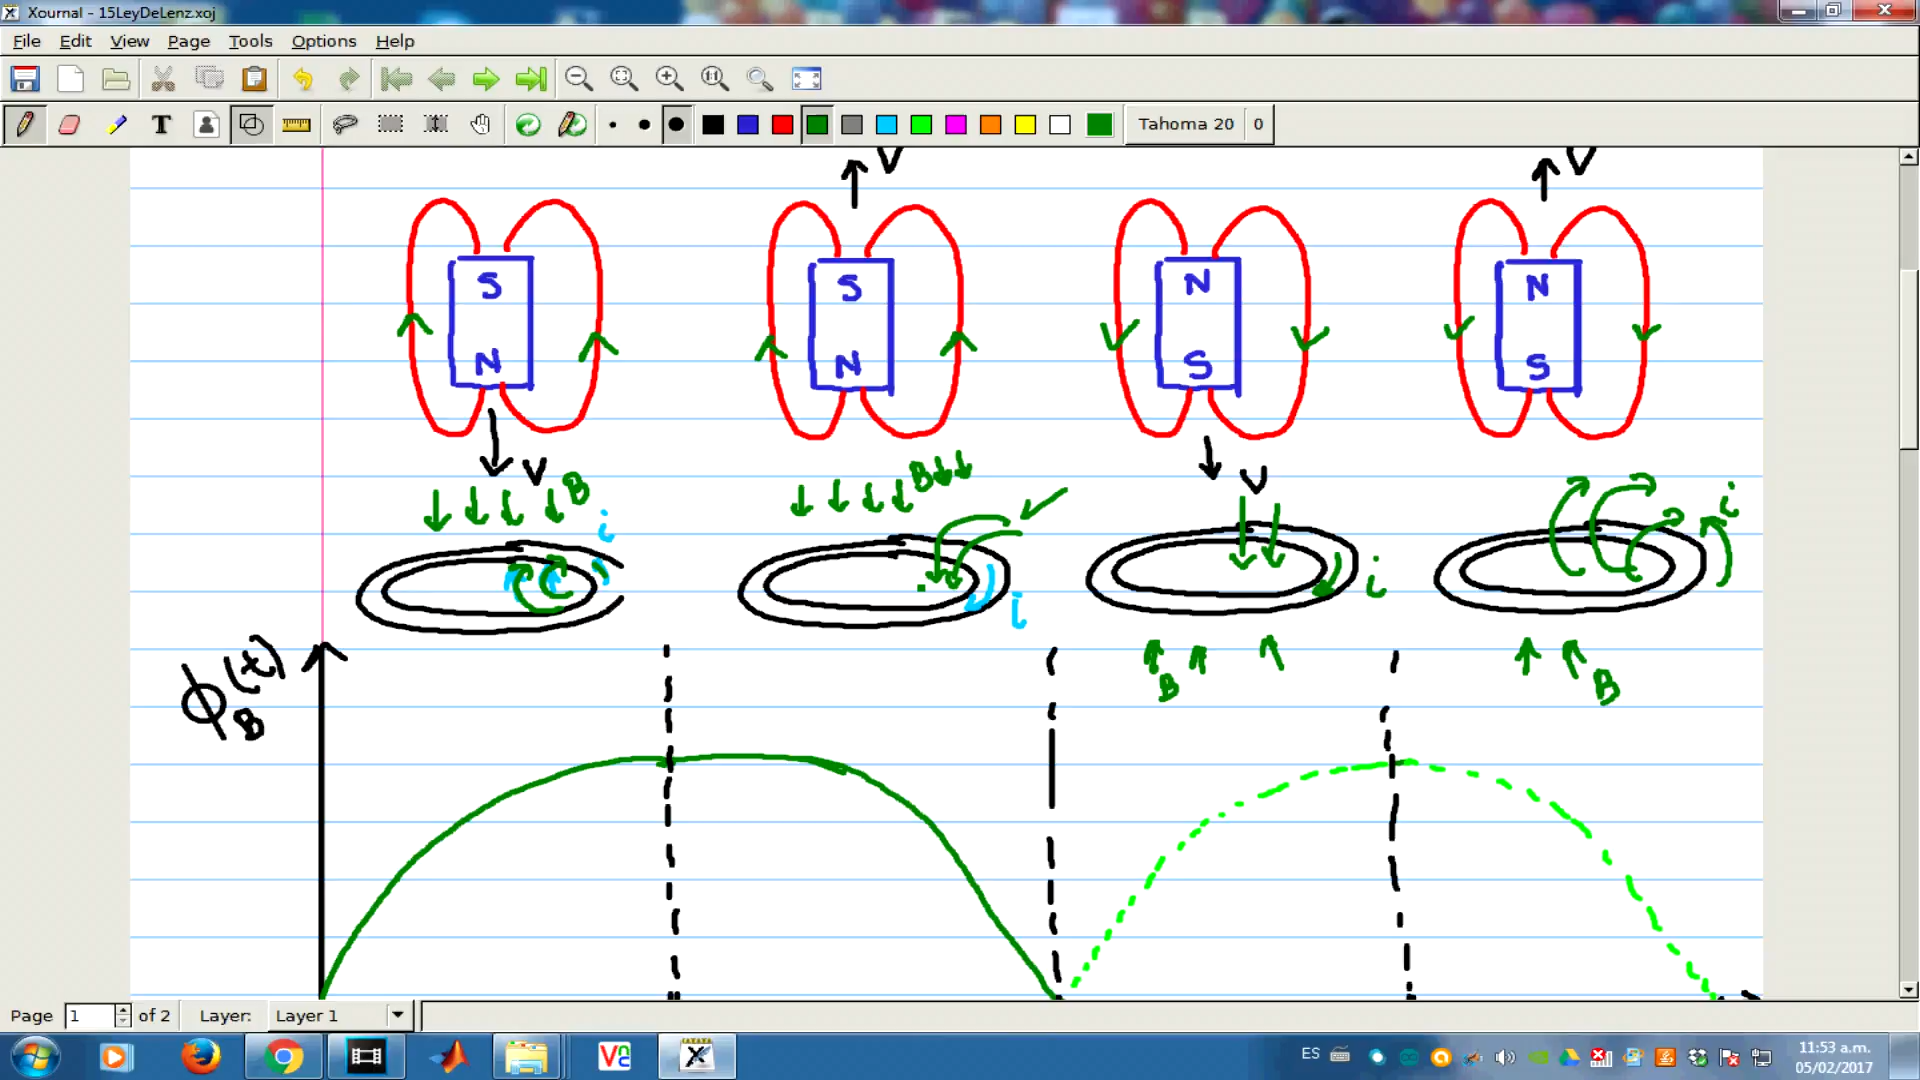 Xournal - 15LeyDeLenz.xoj
File Edit View Page Tools Options Help
T Tahoma 20 0
V V
S S N N
N N S S
V V
B B i
i i i
i
ϕB(t) B B
Page 1 of 2 Layer: Layer 1
ES 11:53 a.m.
05/02/2017